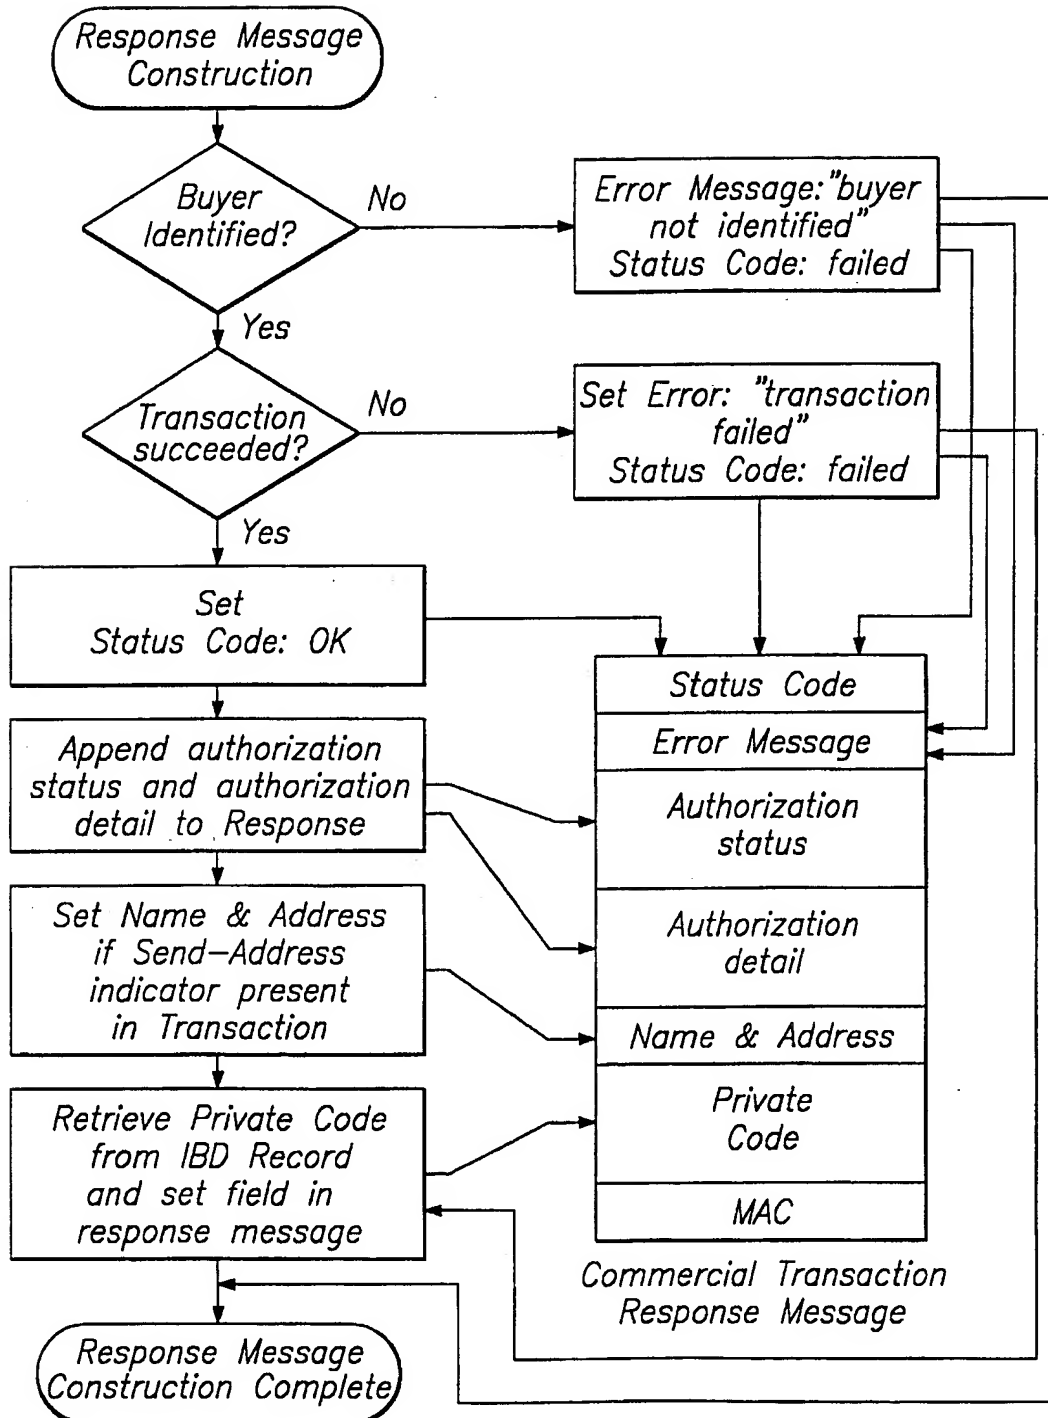 Response Message
Construction
Buyer
Identified?
No
Error Message:"buyer
not identified"
Status Code: failed
Yes
Transaction
succeeded?
No
Set Error: "transaction
failed"
Status Code: failed
Yes
Set
Status Code: OK
Append authorization
status and authorization
detail to Response
Set Name & Address
if Send-Address
indicator present
in Transaction
Retrieve Private Code
from IBD Record
and set field in
response message
Response Message
Construction Complete
Status Code
Error Message
Authorization
status
Authorization
detail
Name & Address
Private
Code
MAC
Commercial Transaction
Response Message